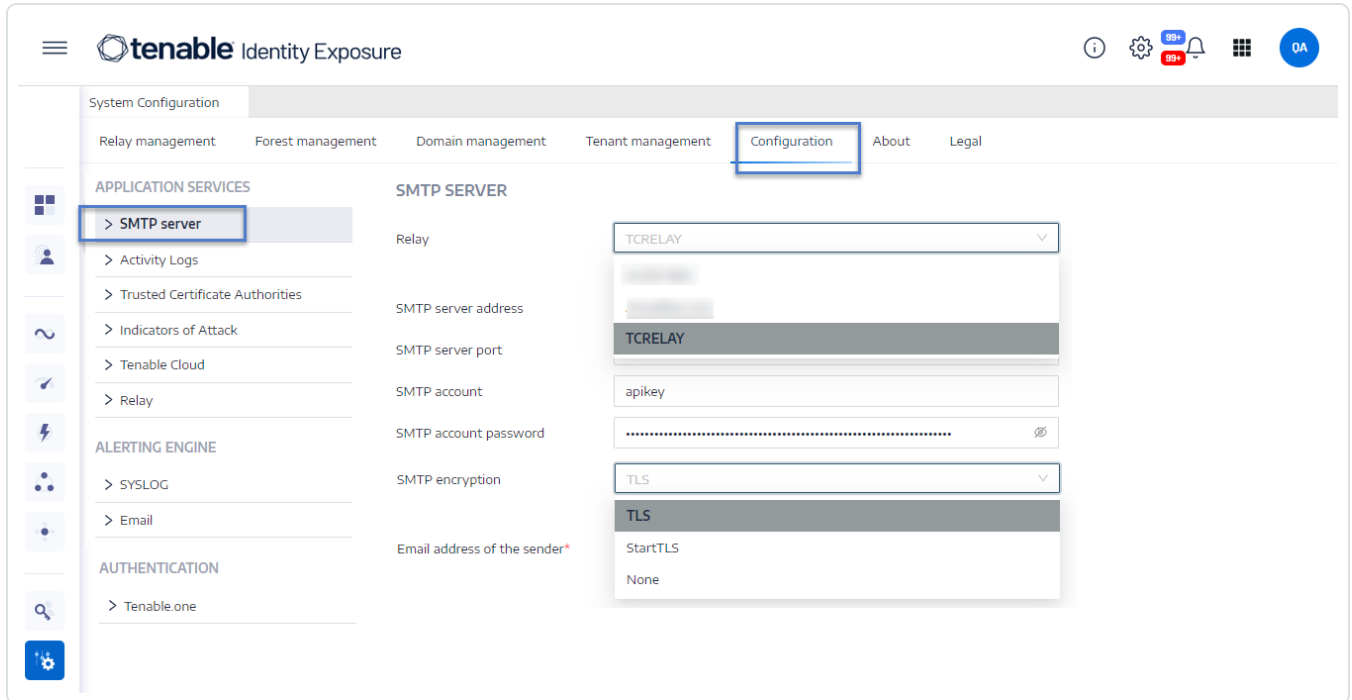 tenable Identity Exposure
99+
99+
QA
System Configuration
Relay management Forest management Domain management Tenant management Configuration About Legal
APPLICATION SERVICES
> SMTP server
> Activity Logs
> Trusted Certificate Authorities
> Indicators of Attack
> Tenable Cloud
> Relay
ALERTING ENGINE
> SYSLOG
> Email
AUTHENTICATION
> Tenable.one
SMTP SERVER
Relay TCRELAY
SMTP server address
TCRELAY
SMTP server port
SMTP account apikey
SMTP account password
SMTP encryption TLS
TLS
StartTLS
Email address of the sender*
None